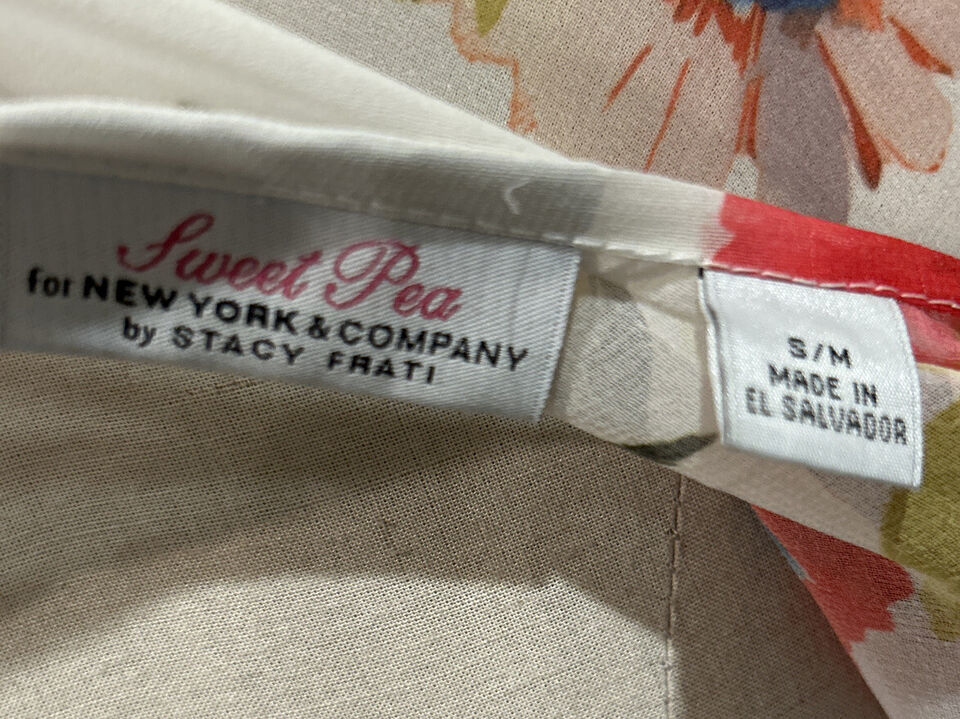 Sweet Pea
for NEW YORK & COMPANY
by STACY FRATI
S/M
MADE IN
EL SALVADOR